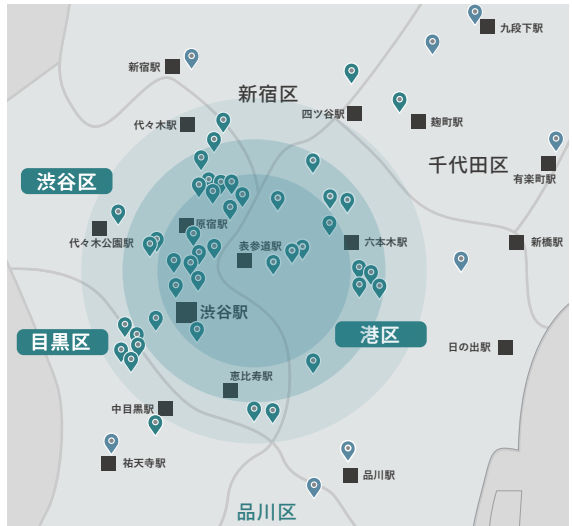 九段下駅
新宿駅
新宿区
四ツ谷駅
代々木駅
麹町駅
千代田区
有楽町駅
渋谷区
原宿駅
代々木公園駅
表参道駅
六本木駅
新橋駅
渋谷駅
港区
目黒区
日の出駅
恵比寿駅
中目黒駅
祐天寺駅
品川駅
品川区